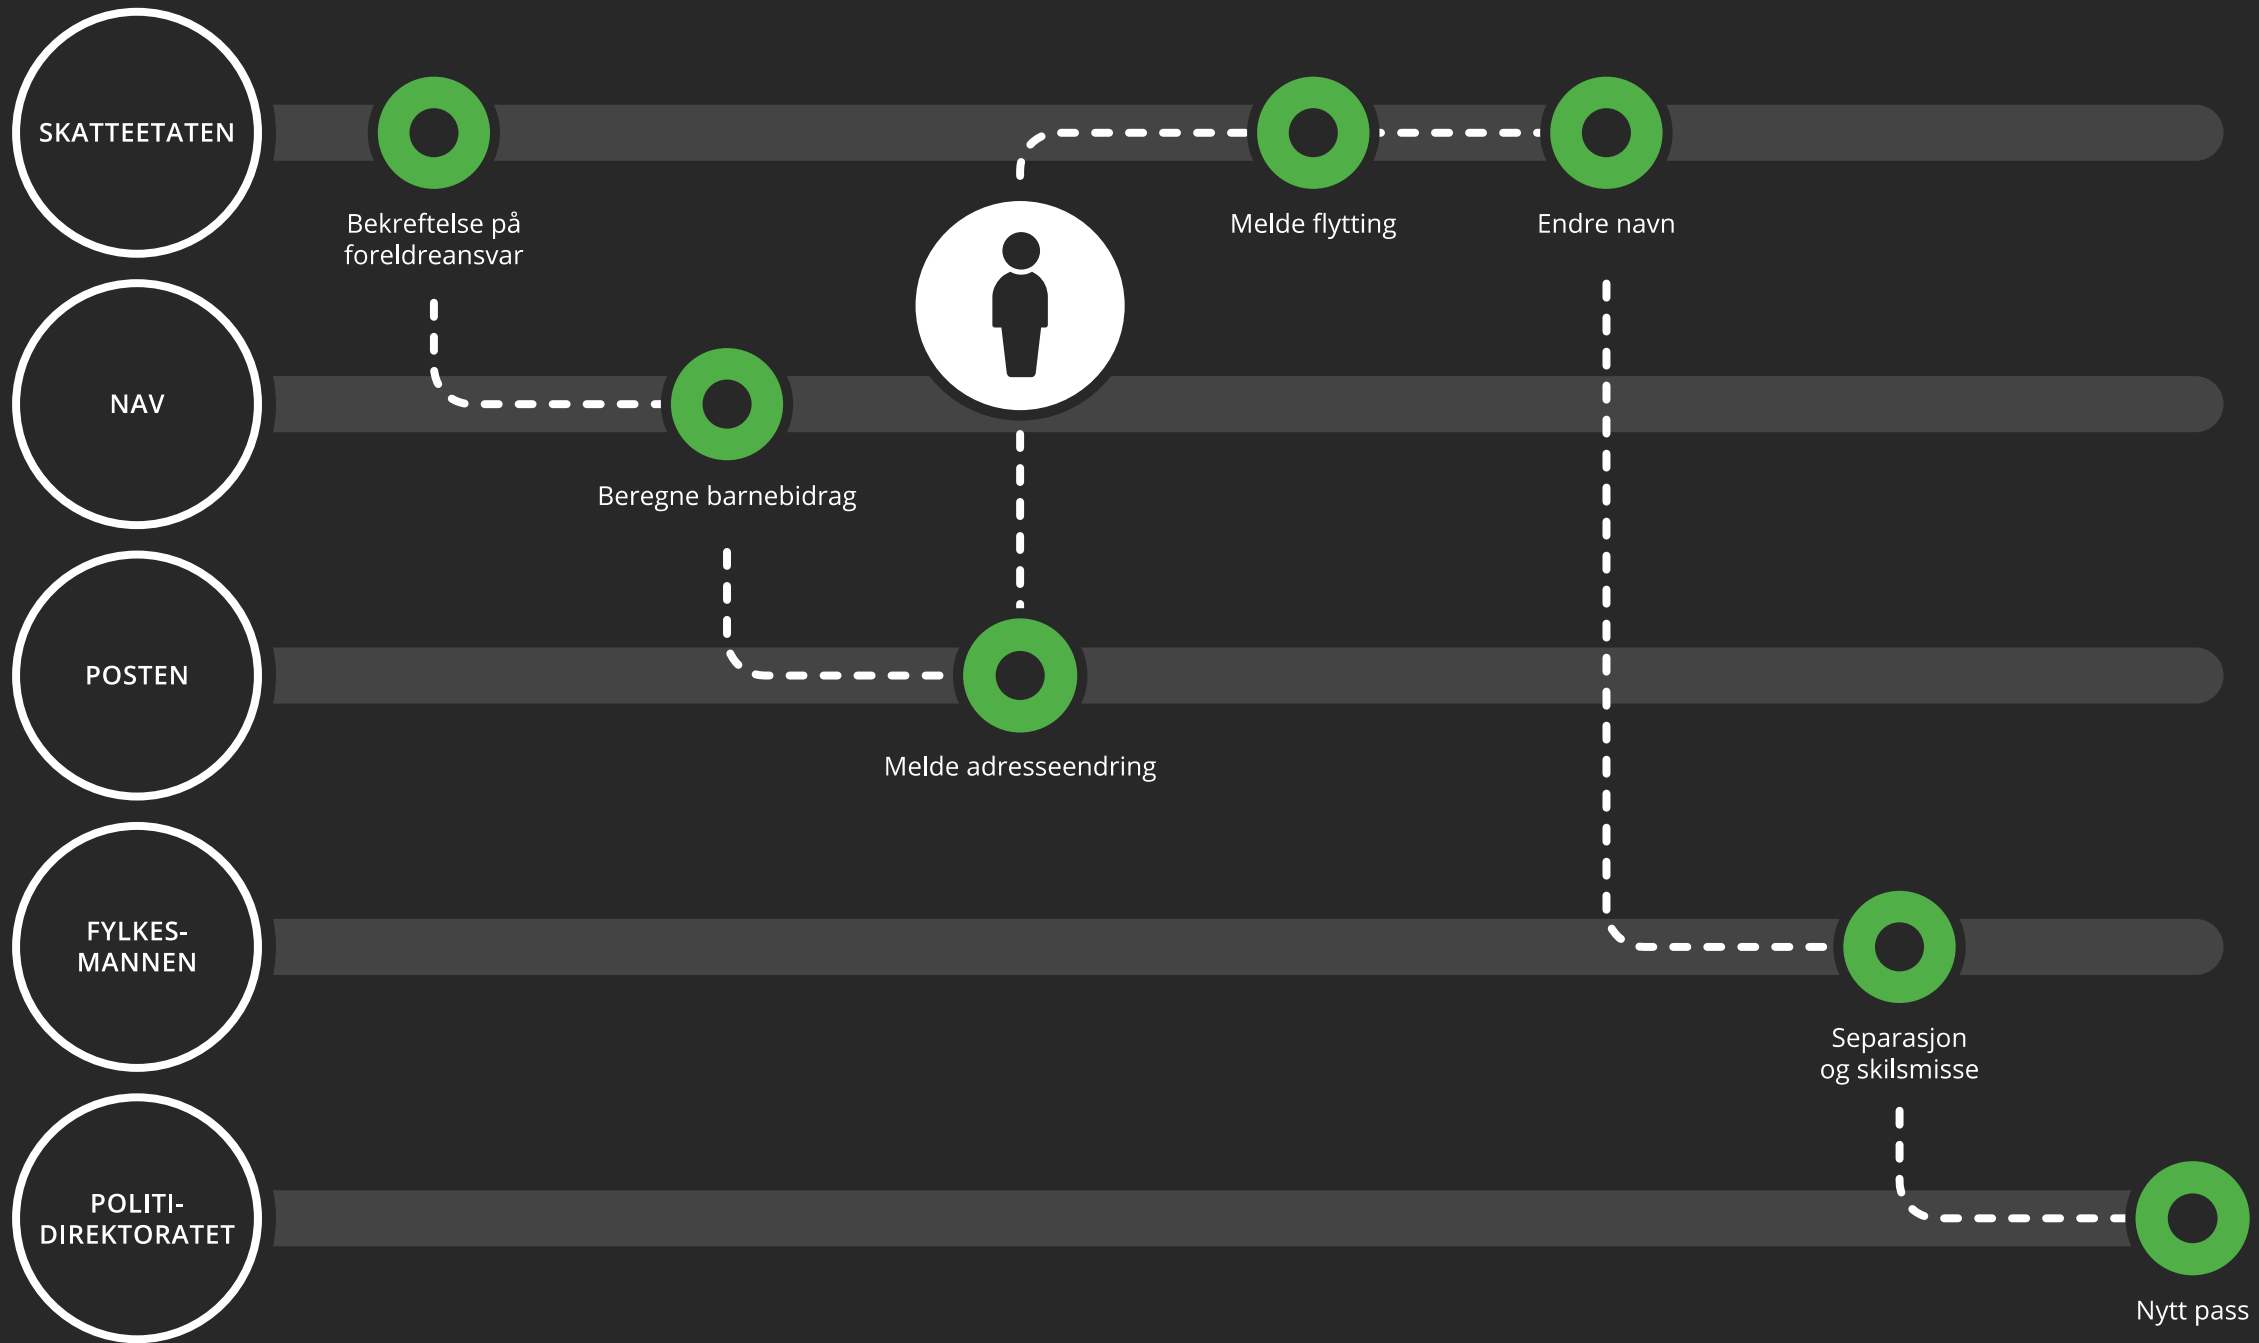 SKATTEETATEN
Bekreftelse på
foreldreansvar
Melde flytting
Endre navn
NAV
Beregne barnebidrag
POSTEN
Melde adresseendring
FYLKES-
MANNEN
Separasjon
og skilsmisse
POLITI-
DIREKTORATET
Nytt pass